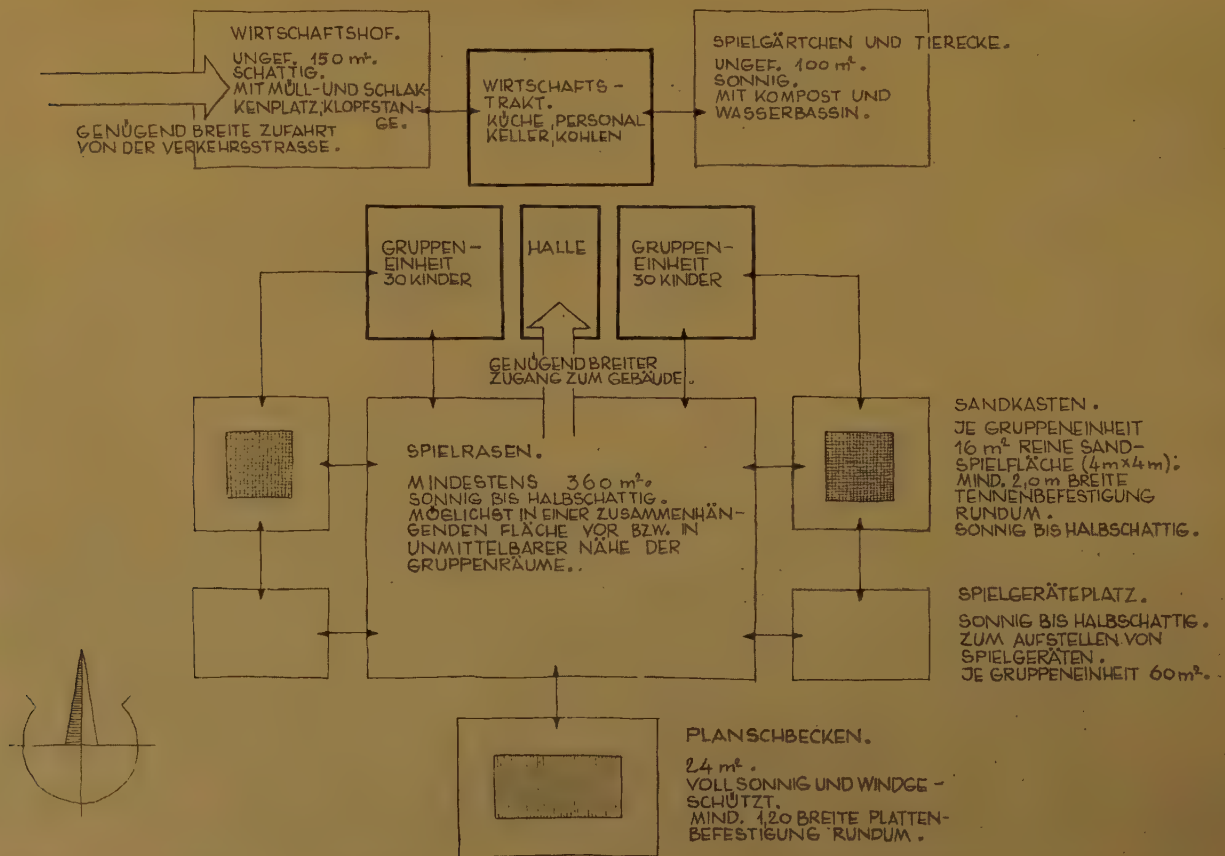 WIRTSCHAFTSHOF.
UNGEF. 150 m².
SCHATTIG.
MIT MÜLL- UND SCHLAK-
KENPLATZ, KLOPFSTAN-
GE.
GENÜGEND BREITE ZUFAHRT
VON DER VERKEHRSSTRASSE.
WIRTSCHAFTS-
TRAKT.
KÜCHE, PERSONAL
KELLER, KOHLEN
SPIELGÄRTCHEN UND TIERECKE.
UNGEF. 100 m².
SONNIG.
MIT KOMPOST UND
WASSERBASSIN.
GRUPPEN-
EINHEIT
30 KINDER
HALLE
GRUPPEN-
EINHEIT
30 KINDER
GENÜGEND BREITER
ZUGANG ZUM GEBÄUDE.
SPIELRASEN.
MINDESTENS 360 m².
SONNIG BIS HALBSCHATTIG.
MÖGLICHST IN EINER ZUSAMMENHÄN-
GENDEN FLÄCHE VOR BZW. IN
UNMITTELBARER NÄHE DER
GRUPPENRÄUME..
SANDKASTEN.
JE GRUPPENEINHEIT
16 m² REINE SAND-
SPIELFLÄCHE (4m×4m);
MIND. 2,0 m BREITE
TENNENBEFESTIGUNG
RUNDUM.
SONNIG BIS HALBSCHATTIG.
SPIELGERÄTEPLATZ.
SONNIG BIS HALBSCHATTIG.
ZUM AUFSTELLEN VON
SPIELGERÄTEN.
JE GRUPPENEINHEIT 60 m².
PLANSCHBECKEN.
24 m².
VOLL SONNIG UND WINDGE-
SCHÜTZT.
MIND. 1,20 BREITE PLATTEN-
BEFESTIGUNG RUNDUM.